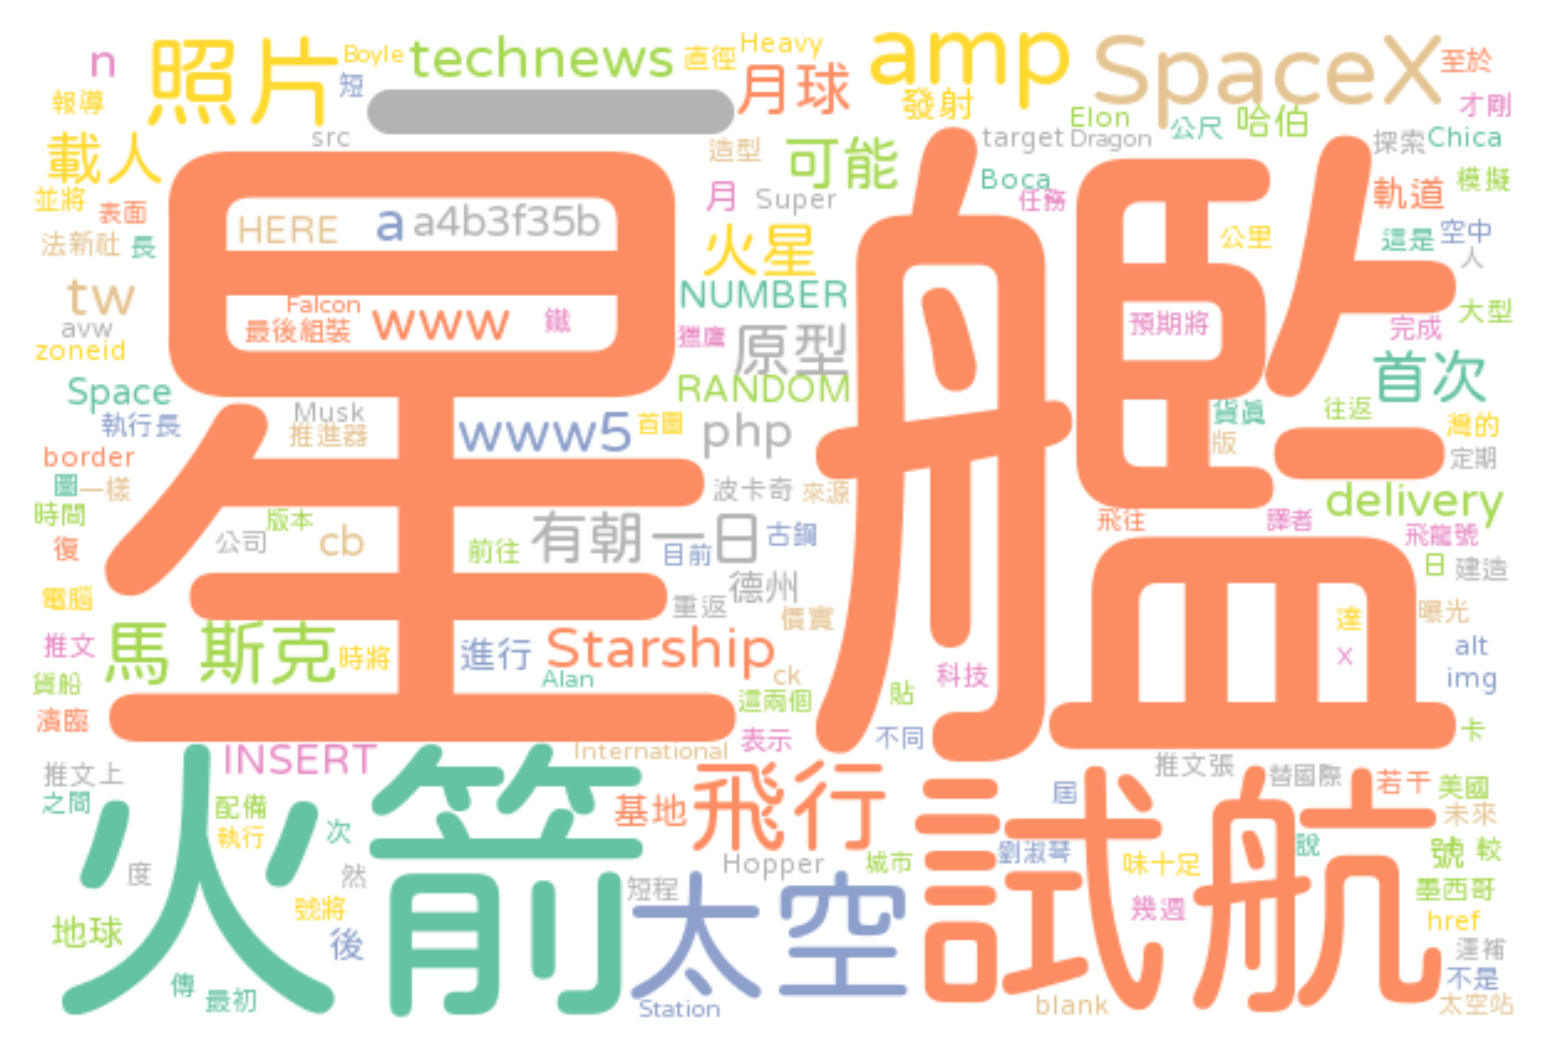 n
照片
Boyle
technews
直徑
Heavy
amp
SpaceX
至於
報導
短
一
月球
發射
才剛
載人
src
造型
可能
Elon
target
Dragon
公尺
哈伯
探索
Chica
並將
表面
月
Super
Boca
任務
軌道
模擬
法新社
長
HERE
a
a4b3f35b
火星
公里
這是
空中
人
星艦
tw
avw
zoneid
Falcon
最後組裝
www
鐵
NUMBER
獵鷹
原型
預期將
完成
大型
Space
執行長
Musk
推進器
RANDOM
www5
首圖
php
首次
往返
版
灣的
border
圖
一樣
波卡奇
來源
定期
時間
復
公司
版本
cb
前往
有朝一日
目前
古鋼
飛往
譯者
delivery
飛龍號
電腦
重返
德州
價實
日
建造
推文
馬 斯克
時將
進行
Starship
達
曝光
貨船
Alan
ck
科技
x
alt
img
濱臨
這兩個
貼
表示
不同
卡
INSERT
International
推文上
之間
推文張
替國際
若干
美國
火箭
配備
執行
次
基地
飛行
屆
試航
未來
度
然
Hopper
城市
劉淑琴
味十足
說
號
較
地球
號將
後
短程
太空
幾週
墨西哥
href
傳
最初
Station
blank
運補
不是
太空站